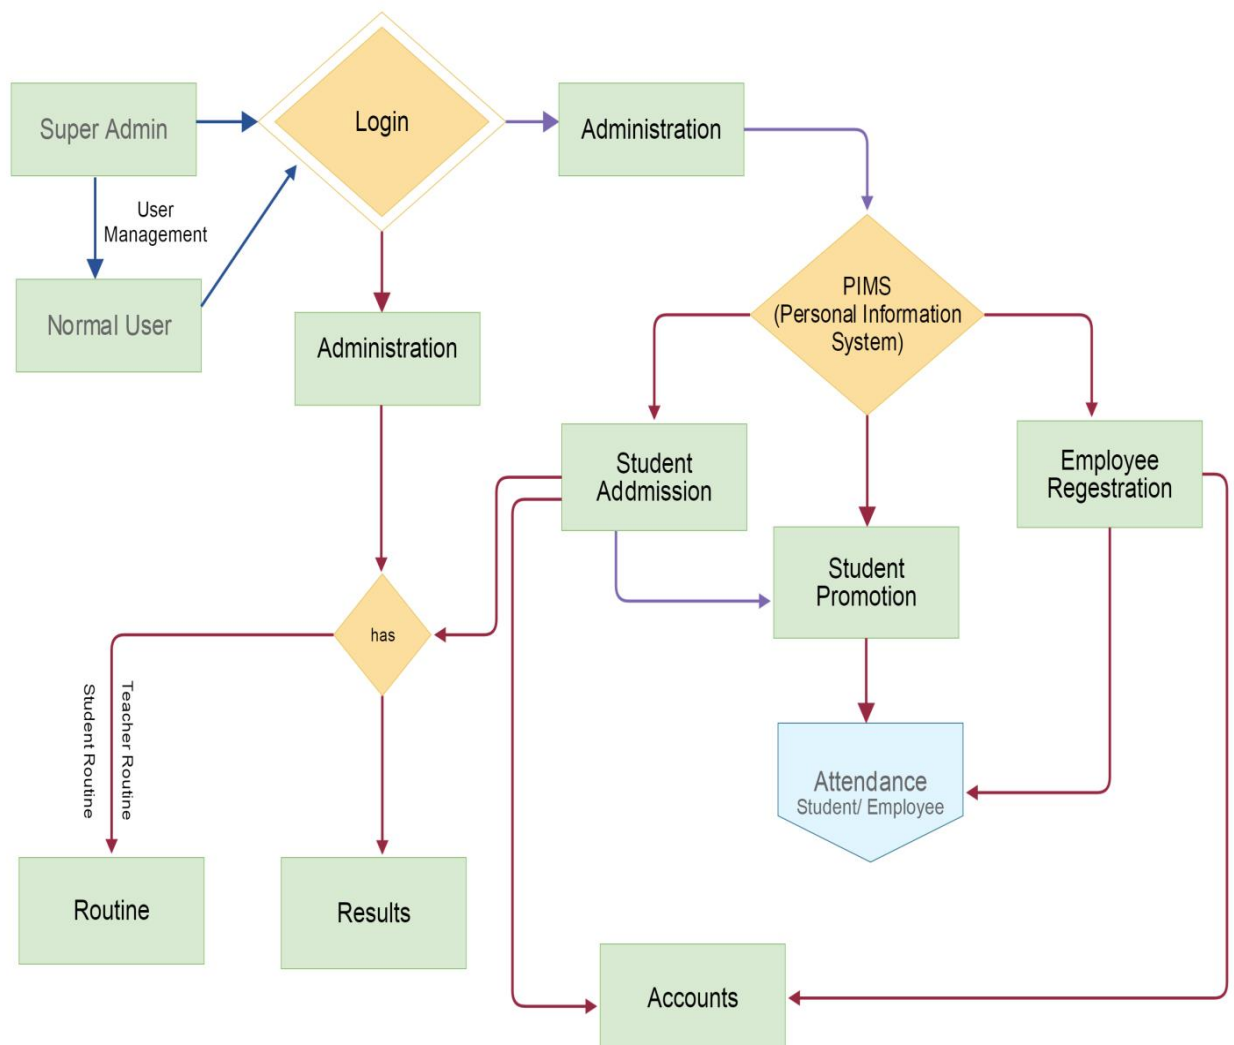 Super Admin
Login
Administration
User
Management
Normal User
Administration
PIMS
(Personal Information
System)
Student
Addmission
Employee
Regestration
Student
Promotion
has
Teacher Routine
Student Routine
Attendance
Student/ Employee
Routine
Results
Accounts